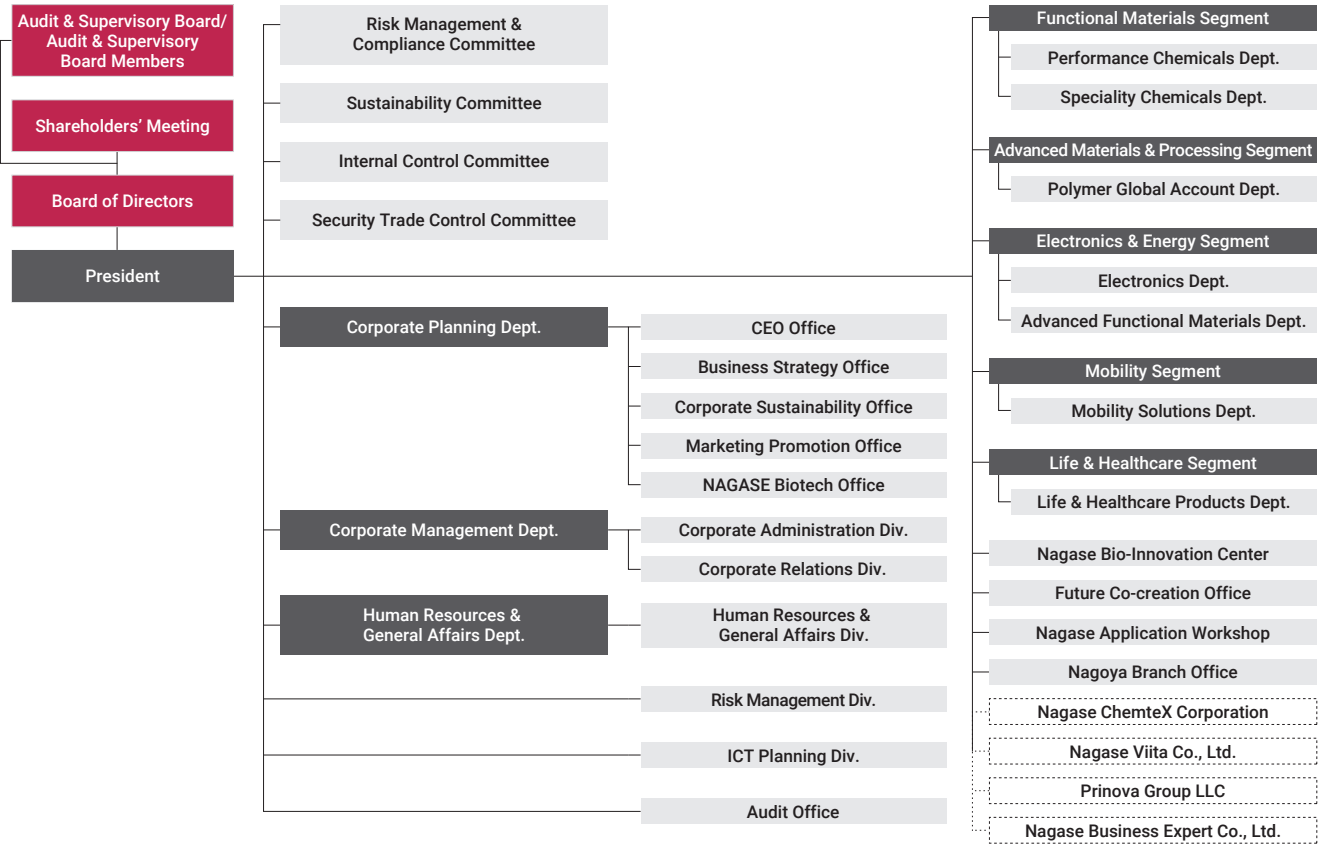 Audit & Supervisory Board/
Audit & Supervisory
Board Members
Shareholders’ Meeting
Board of Directors
President
Risk Management &
Compliance Committee
Sustainability Committee
Internal Control Committee
Security Trade Control Committee
Corporate Planning Dept.
CEO Office
Business Strategy Office
Corporate Sustainability Office
Marketing Promotion Office
NAGASE Biotech Office
Corporate Management Dept.
Corporate Administration Div.
Corporate Relations Div.
Human Resources &
General Affairs Dept.
Human Resources &
General Affairs Div.
Risk Management Div.
ICT Planning Div.
Audit Office
Functional Materials Segment
Performance Chemicals Dept.
Speciality Chemicals Dept.
Advanced Materials & Processing Segment
Polymer Global Account Dept.
Electronics & Energy Segment
Electronics Dept.
Advanced Functional Materials Dept.
Mobility Segment
Mobility Solutions Dept.
Life & Healthcare Segment
Life & Healthcare Products Dept.
Nagase Bio-Innovation Center
Future Co-creation Office
Nagase Application Workshop
Nagoya Branch Office
Nagase ChemteX Corporation
Nagase Viita Co., Ltd.
Prinova Group LLC
Nagase Business Expert Co., Ltd.